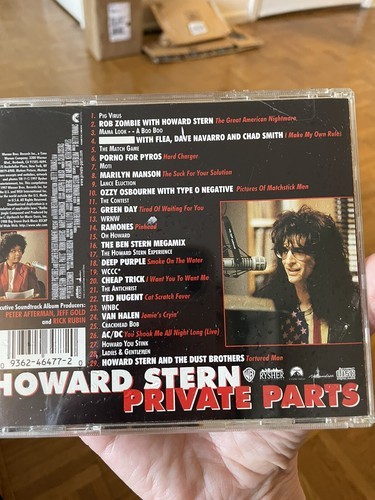 1. PIG VIRUS
2. ROB ZOMBIE WITH HOWARD STERN The Great American Nightmare
3. MAMA LOOK - - A BOO BOO
4. WITH FLEA, DAVE NAVARRO AND CHAD SMITH I Make My Own Rules
5. THE MATCH GAME
6. PORNO FOR PYROS Hard Charger
7. MOTI
8. MARILYN MANSON The Suck For Your Solution
9. LANCE ELUCTION
10. OZZY OSBOURNE WITH TYPE O NEGATIVE Pictures Of Matchstick Men
11. THE CONTEST
12. GREEN DAY Tired Of Waiting For You
13. WRNW
14. RAMONES Pinhead
15. OH HOWARD
16. THE BEN STERN MEGAMIX
17. THE HOWARD STERN EXPERIENCE
18. DEEP PURPLE Smoke On The Water
19. WCCC
20. CHEAP TRICK I Want You To Want Me
21. THE ANTICHRIST
22. TED NUGENT Cat Scratch Fever
23. WNBC
24. VAN HALEN Jamie's Cryin'
25. CRACKHEAD BOB
26. AC/DC You Shook Me All Night Long (Live)
27. HOWARD YOU STINK
28. LADIES & GENTLEMEN
29. HOWARD STERN AND THE DUST BROTHERS Tortured Man
Executive Soundtrack Album Producers:
PETER AFTERMAN, JEFF GOLD
and RICK RUBIN
0 9362-46477-2 0
HOWARD STERN
PRIVATE PARTS
RYSHER